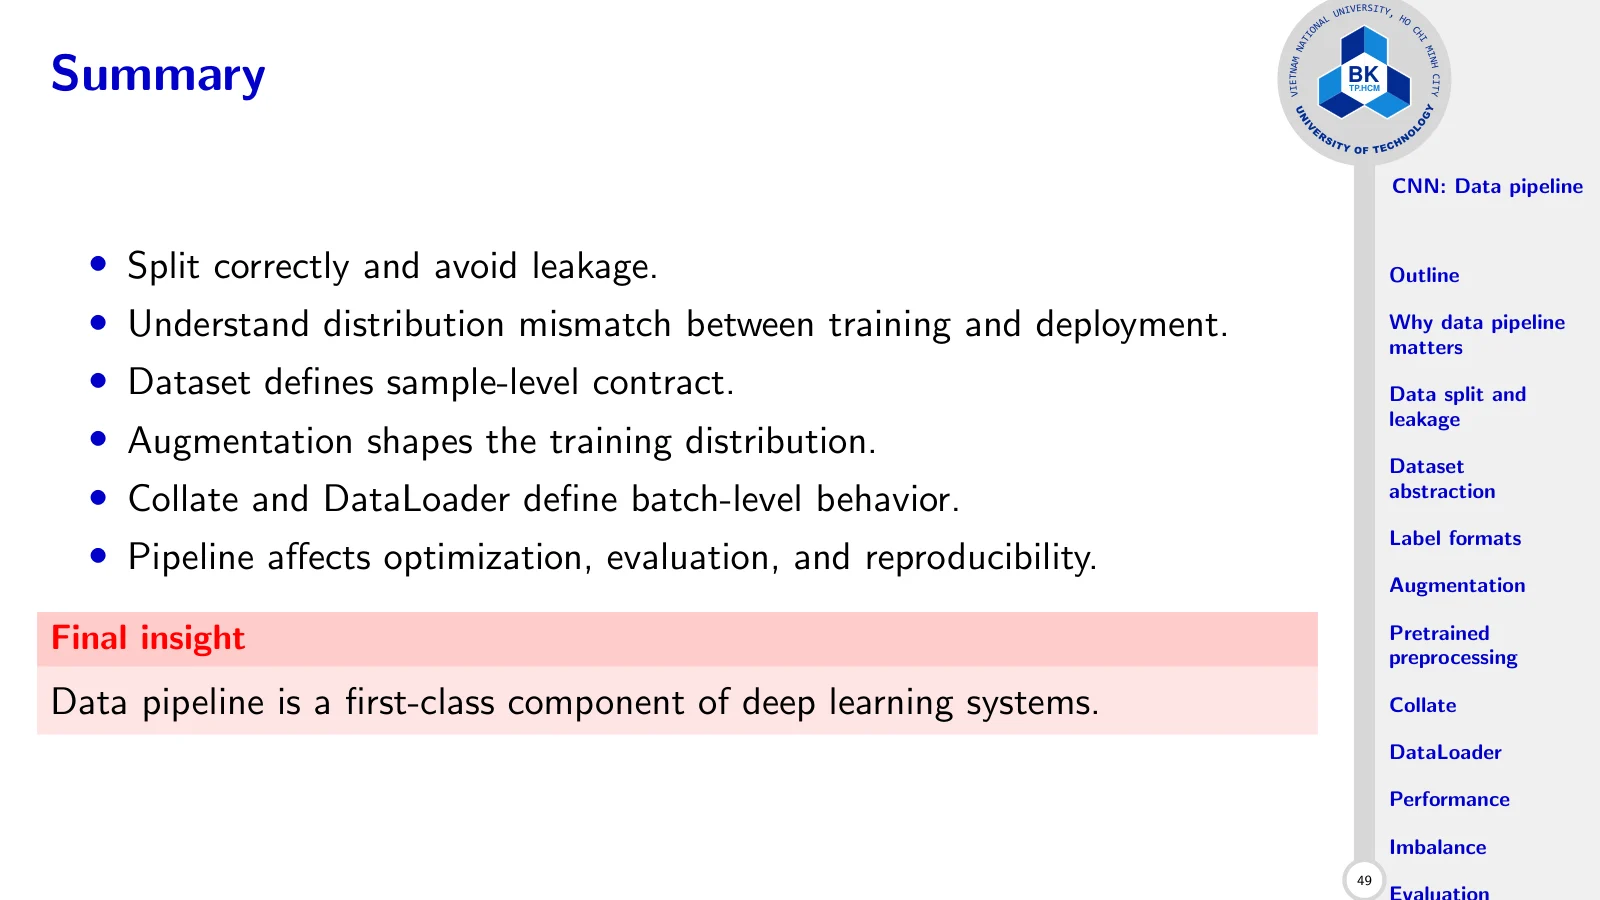 Summary
• Split correctly and avoid leakage.
• Understand distribution mismatch between training and deployment.
• Dataset defines sample-level contract.
• Augmentation shapes the training distribution.
• Collate and DataLoader define batch-level behavior.
• Pipeline affects optimization, evaluation, and reproducibility.
Final insight
Data pipeline is a first-class component of deep learning systems.
VIETNAM NATIONAL UNIVERSITY, HO CHI MINH CITY
BK
TP.HCM
UNIVERSITY OF TECHNOLOGY
CNN: Data pipeline
Outline
Why data pipeline
matters
Data split and
leakage
Dataset
abstraction
Label formats
Augmentation
Pretrained
preprocessing
Collate
DataLoader
Performance
Imbalance
Evaluation
49